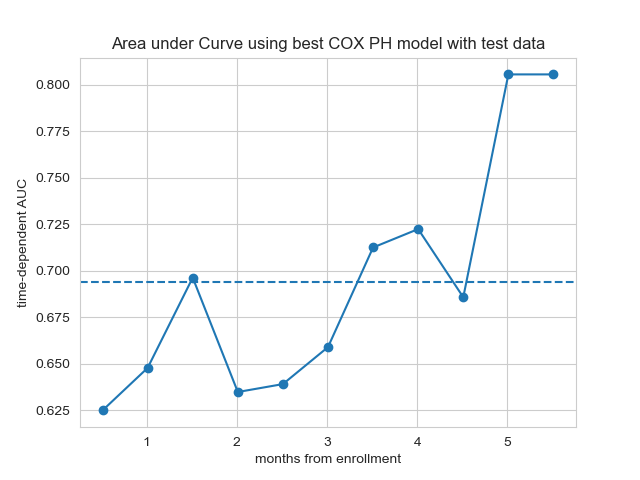 Area under Curve using best COX PH model with test data
0.800
0.775
0.750
0.725
0.700
0.675
0.650
0.625
time-dependent AUC
1 2 3 4 5
months from enrollment